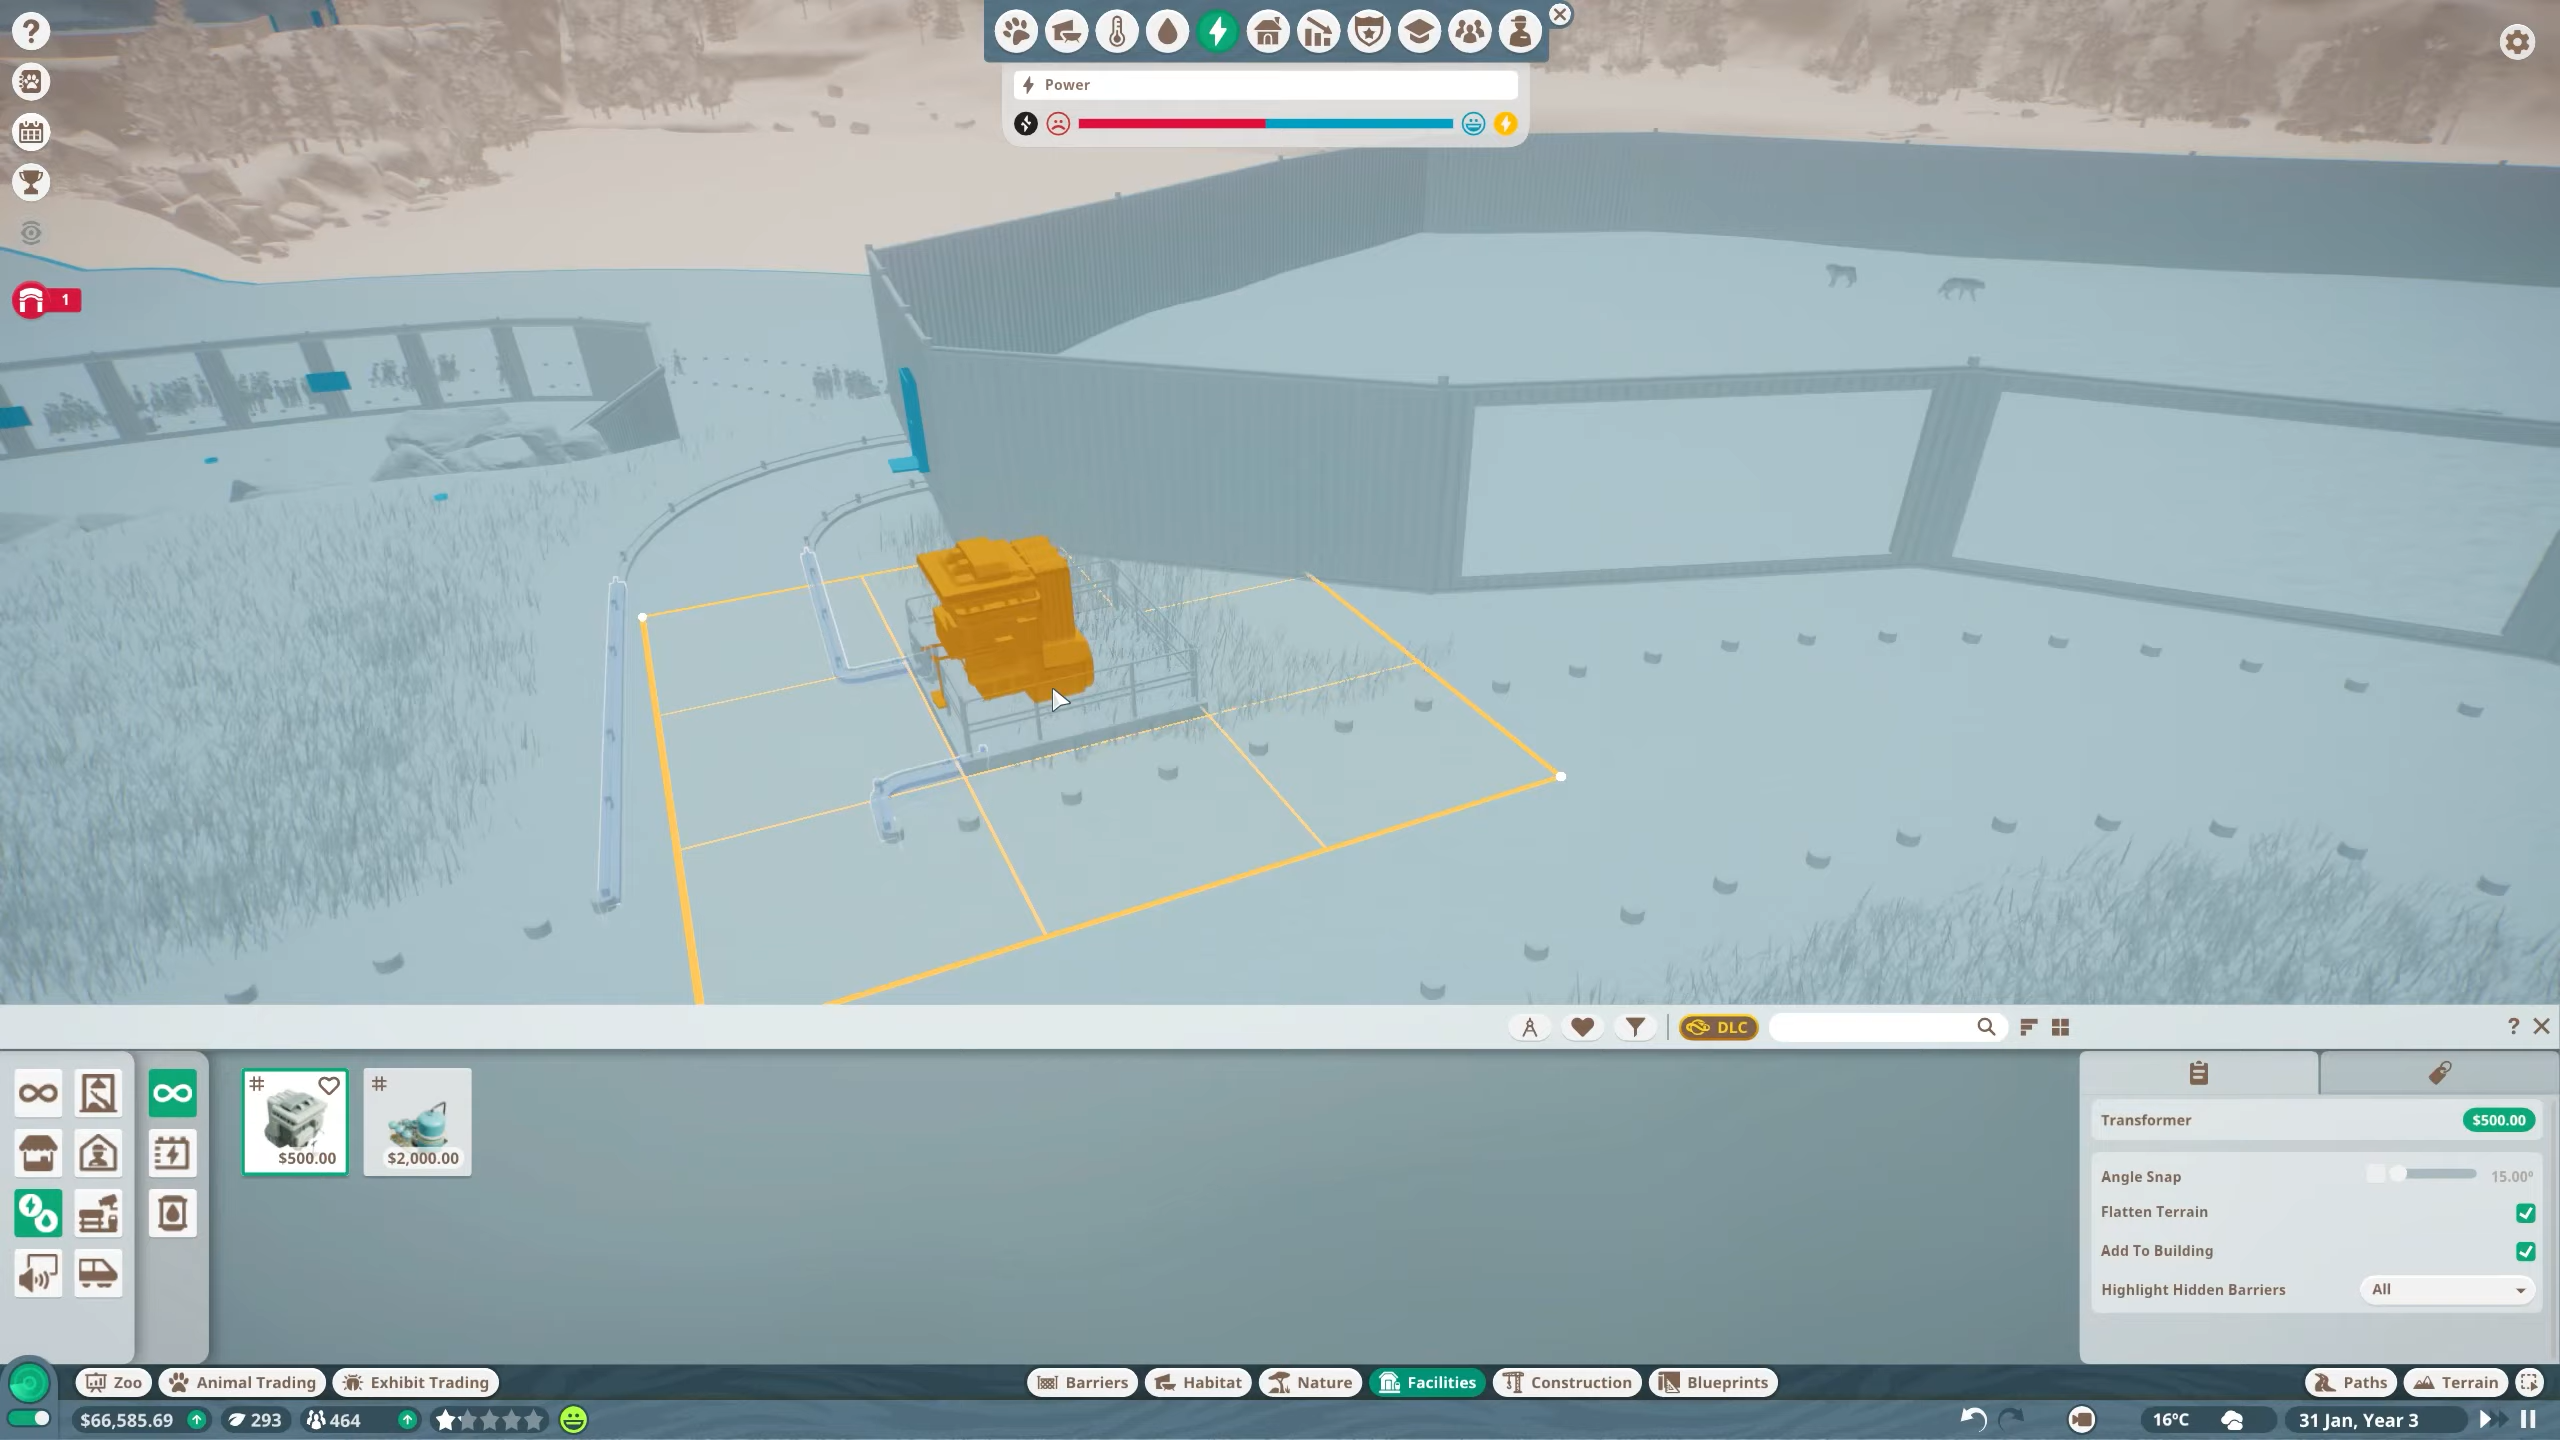 Power
1
DLC
$500.00
$2,000.00
Transformer
$500.00
Angle Snap
15.00°
Flatten Terrain
Add To Building
Highlight Hidden Barriers
All
Zoo
Animal Trading
Exhibit Trading
Barriers
Habitat
Nature
Facilities
Construction
Blueprints
Paths
Terrain
$66,585.69
293
464
16°C
31 Jan, Year 3